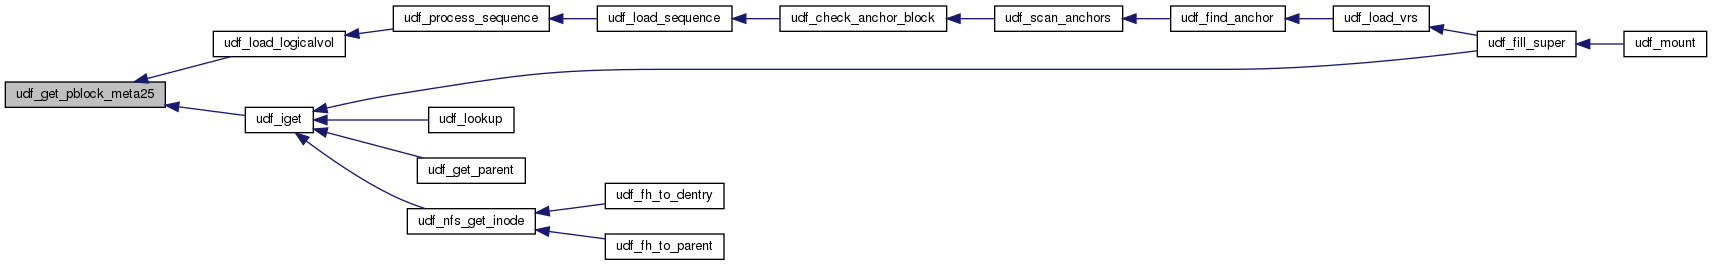 udf_process_sequence
udf_load_sequence
udf_check_anchor_block
udf_scan_anchors
udf_find_anchor
udf_load_vrs
udf_load_logicalvol
udf_fill_super
udf_mount
udf_get_pblock_meta25
udf_iget
udf_lookup
udf_get_parent
udf_fh_to_dentry
udf_nfs_get_inode
udf_fh_to_parent